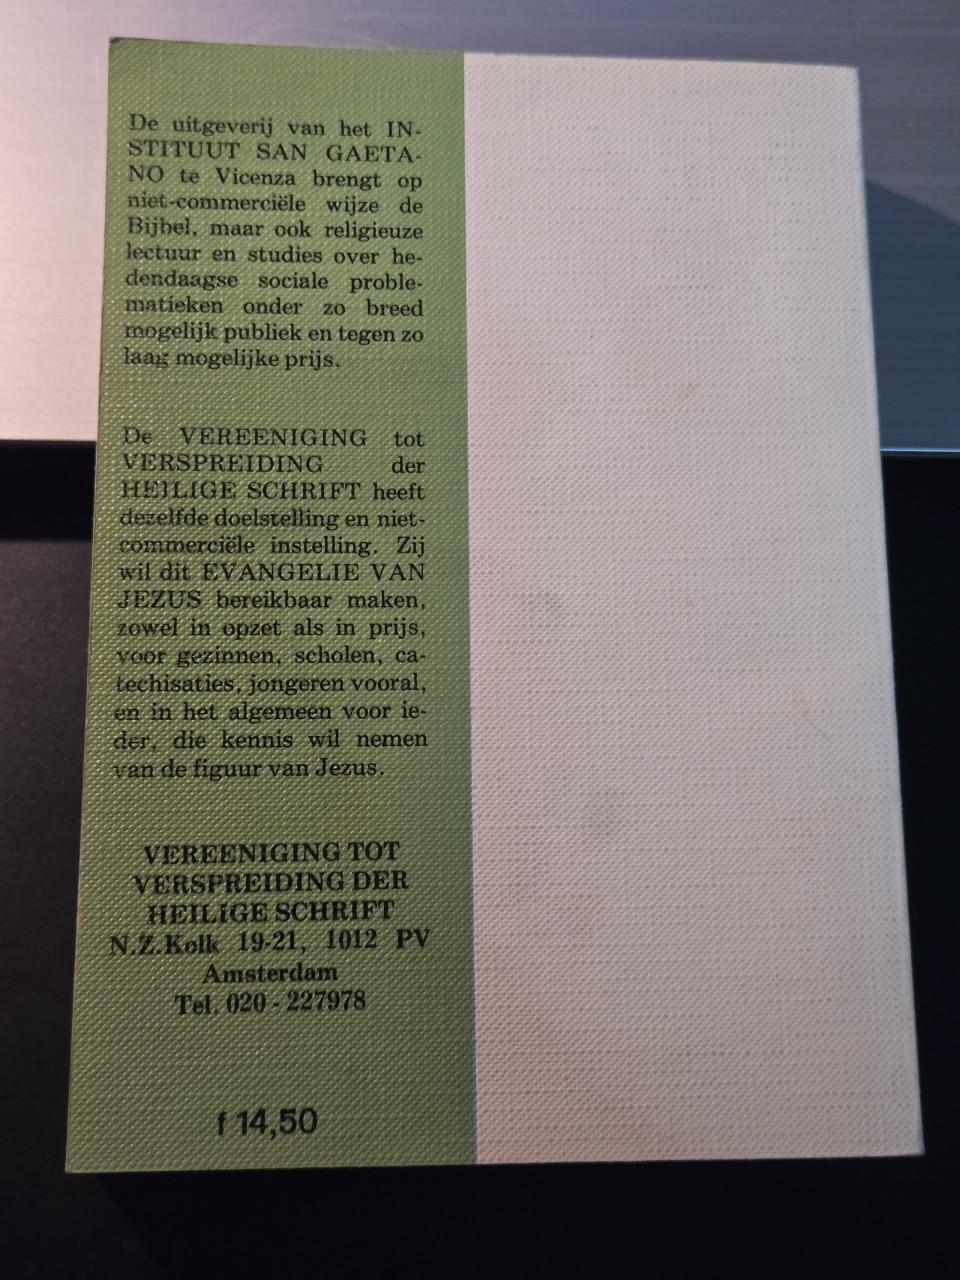 De uitgeverij van het IN-
STITUUT SAN GAETA-
NO te Vicenza brengt op
niet-commerciële wijze de
Bijbel, maar ook religieuze
lectuur en studies over he-
dendaagse sociale proble-
matieken onder zo breed
mogelijk publiek en tegen zo
laag mogelijke prijs.
De VEREENIGING tot
VERSPREIDING der
HEILIGE SCHRIFT heeft
dezelfde doelstelling en niet-
commerciële instelling. Zij
wil dit EVANGELIE VAN
JEZUS bereikbaar maken,
zowel in opzet als in prijs,
voor gezinnen, scholen, ca-
techisaties, jongeren vooral,
en in het algemeen voor ie-
der, die kennis wil nemen
van de figuur van Jezus.
VEREENIGING TOT
VERSPREIDING DER
HEILIGE SCHRIFT
N.Z.Kolk 19-21, 1012 PV
Amsterdam
Tel. 020 - 227978
f 14,50